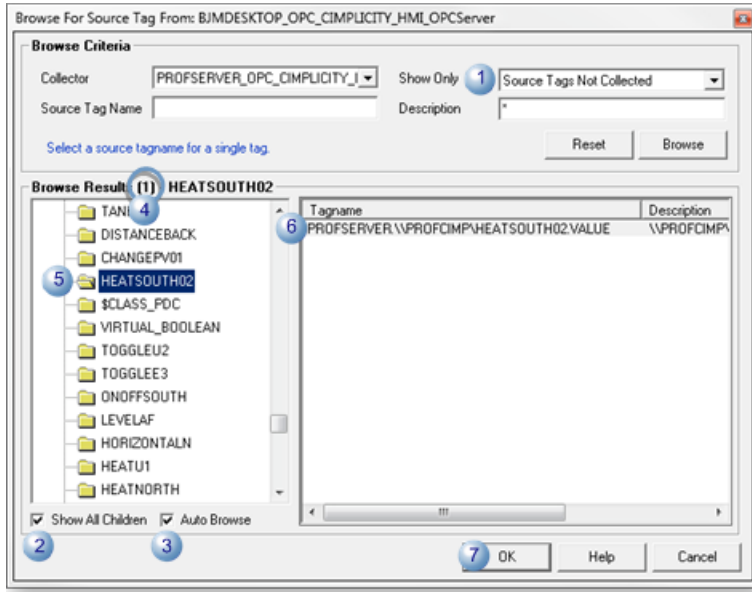 Browse For Source Tag From: BJMDESKTOP_OPC_CIMPLICITY_HMI_OPCServer
Browse Criteria
Collector PROFSERVER_OPC_CIMPLICITY_I Show Only 1 Source Tags Not Collected
Source Tag Name Description *
Select a source tagname for a single tag. Reset Browse
Browse Result (1) HEATSOUTH02
4
Tagname Description
6 PROFSERVER.\\PROFCIMP\HEATSOUTH02.VALUE \\PROFCIMP\
DISTANCEBACK
CHANGEPV01
5 HEATSOUTH02
$CLASS_PDC
VIRTUAL_BOOLEAN
TOGGLEU2
TOGGLEE3
ONOFFSOUTH
LEVELAF
HORIZONTALN
HEATU1
HEATNORTH
Show All Children Auto Browse
2 3
7 OK Help Cancel